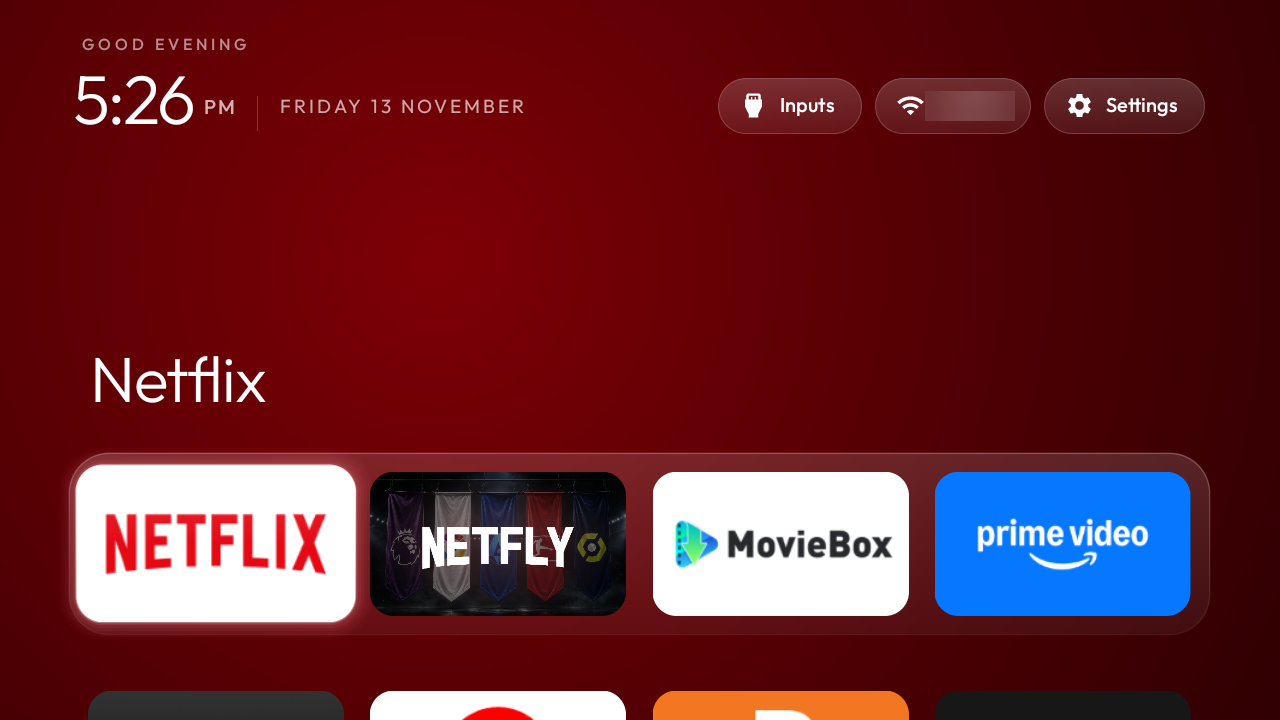 GOOD EVENING
5:26 PM
FRIDAY 13 NOVEMBER
Inputs
Settings
Netflix
NETFLIX
NETFLY
MovieBox
prime video